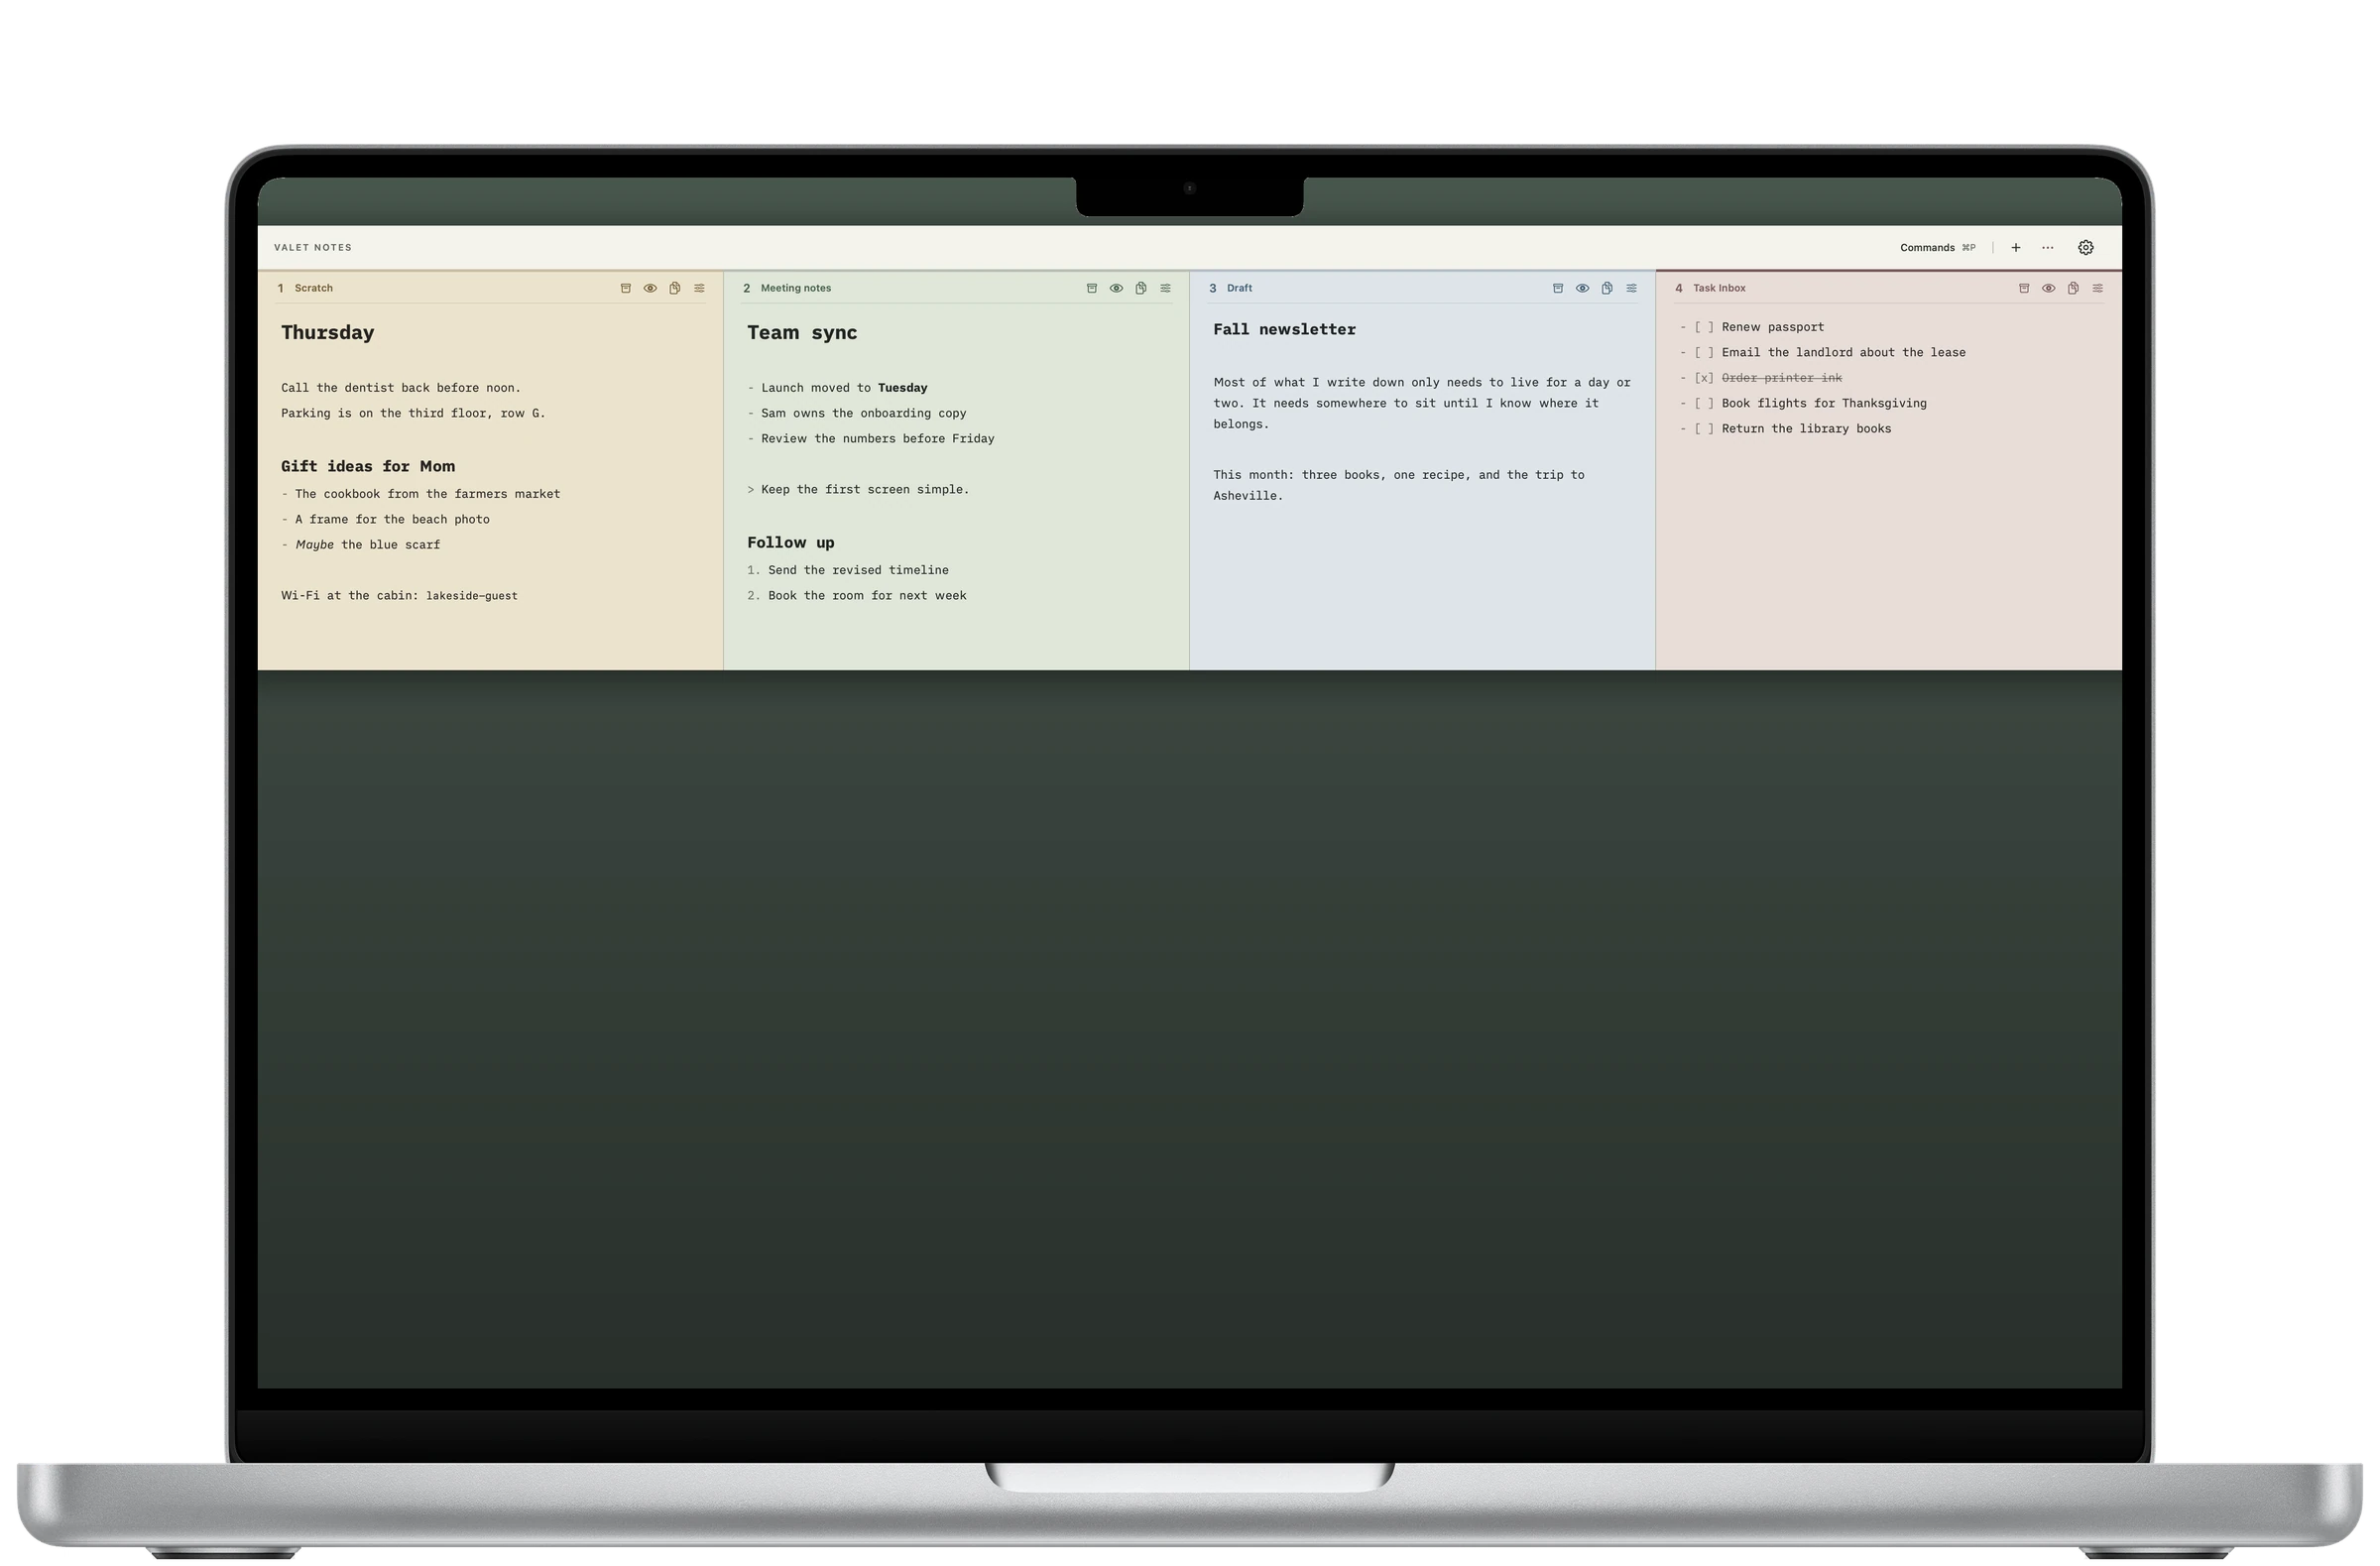 VALET NOTES
Commands ⌘P
1 Scratch
Thursday
Call the dentist back before noon.
Parking is on the third floor, row G.
Gift ideas for Mom
- The cookbook from the farmers market
- A frame for the beach photo
- Maybe the blue scarf
Wi-Fi at the cabin: lakeside-guest
2 Meeting notes
Team sync
- Launch moved to Tuesday
- Sam owns the onboarding copy
- Review the numbers before Friday
> Keep the first screen simple.
Follow up
1. Send the revised timeline
2. Book the room for next week
3 Draft
Fall newsletter
Most of what I write down only needs to live for a day or
two. It needs somewhere to sit until I know where it
belongs.
This month: three books, one recipe, and the trip to
Asheville.
4 Task Inbox
- [ ] Renew passport
- [ ] Email the landlord about the lease
- [x] Order printer ink
- [ ] Book flights for Thanksgiving
- [ ] Return the library books